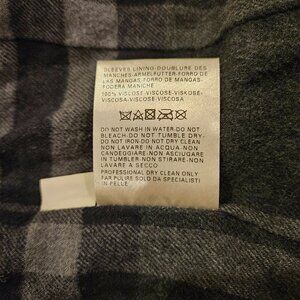 SLEEVES LINING-DOUBLURE DES
MANCHES-ARMELFUTTER-FORRO DE
LAS MANGAS,FORRO DE MANGAS-
FODERA MANICHE
100% VISCOSE-VISKOSE-VISKOSE-
VISCOSA-VISCOSE-VISCOSA
DO NOT WASH IN WATER-DO NOT
BLEACH-DO NOT TUMBLE DRY-
DO NOT IRON-DO NOT DRY CLEAN
NON LAVARE IN ACQUA-NON
CANDEGGIARE-NON ASCIUGARE
IN TUMBLER NON STIRARE-NON
LAVARE A SECCO
PROFESSIONAL DRY CLEAN ONLY
FAR PULIRE SOLO DA SPECIALISTI
IN PELLE